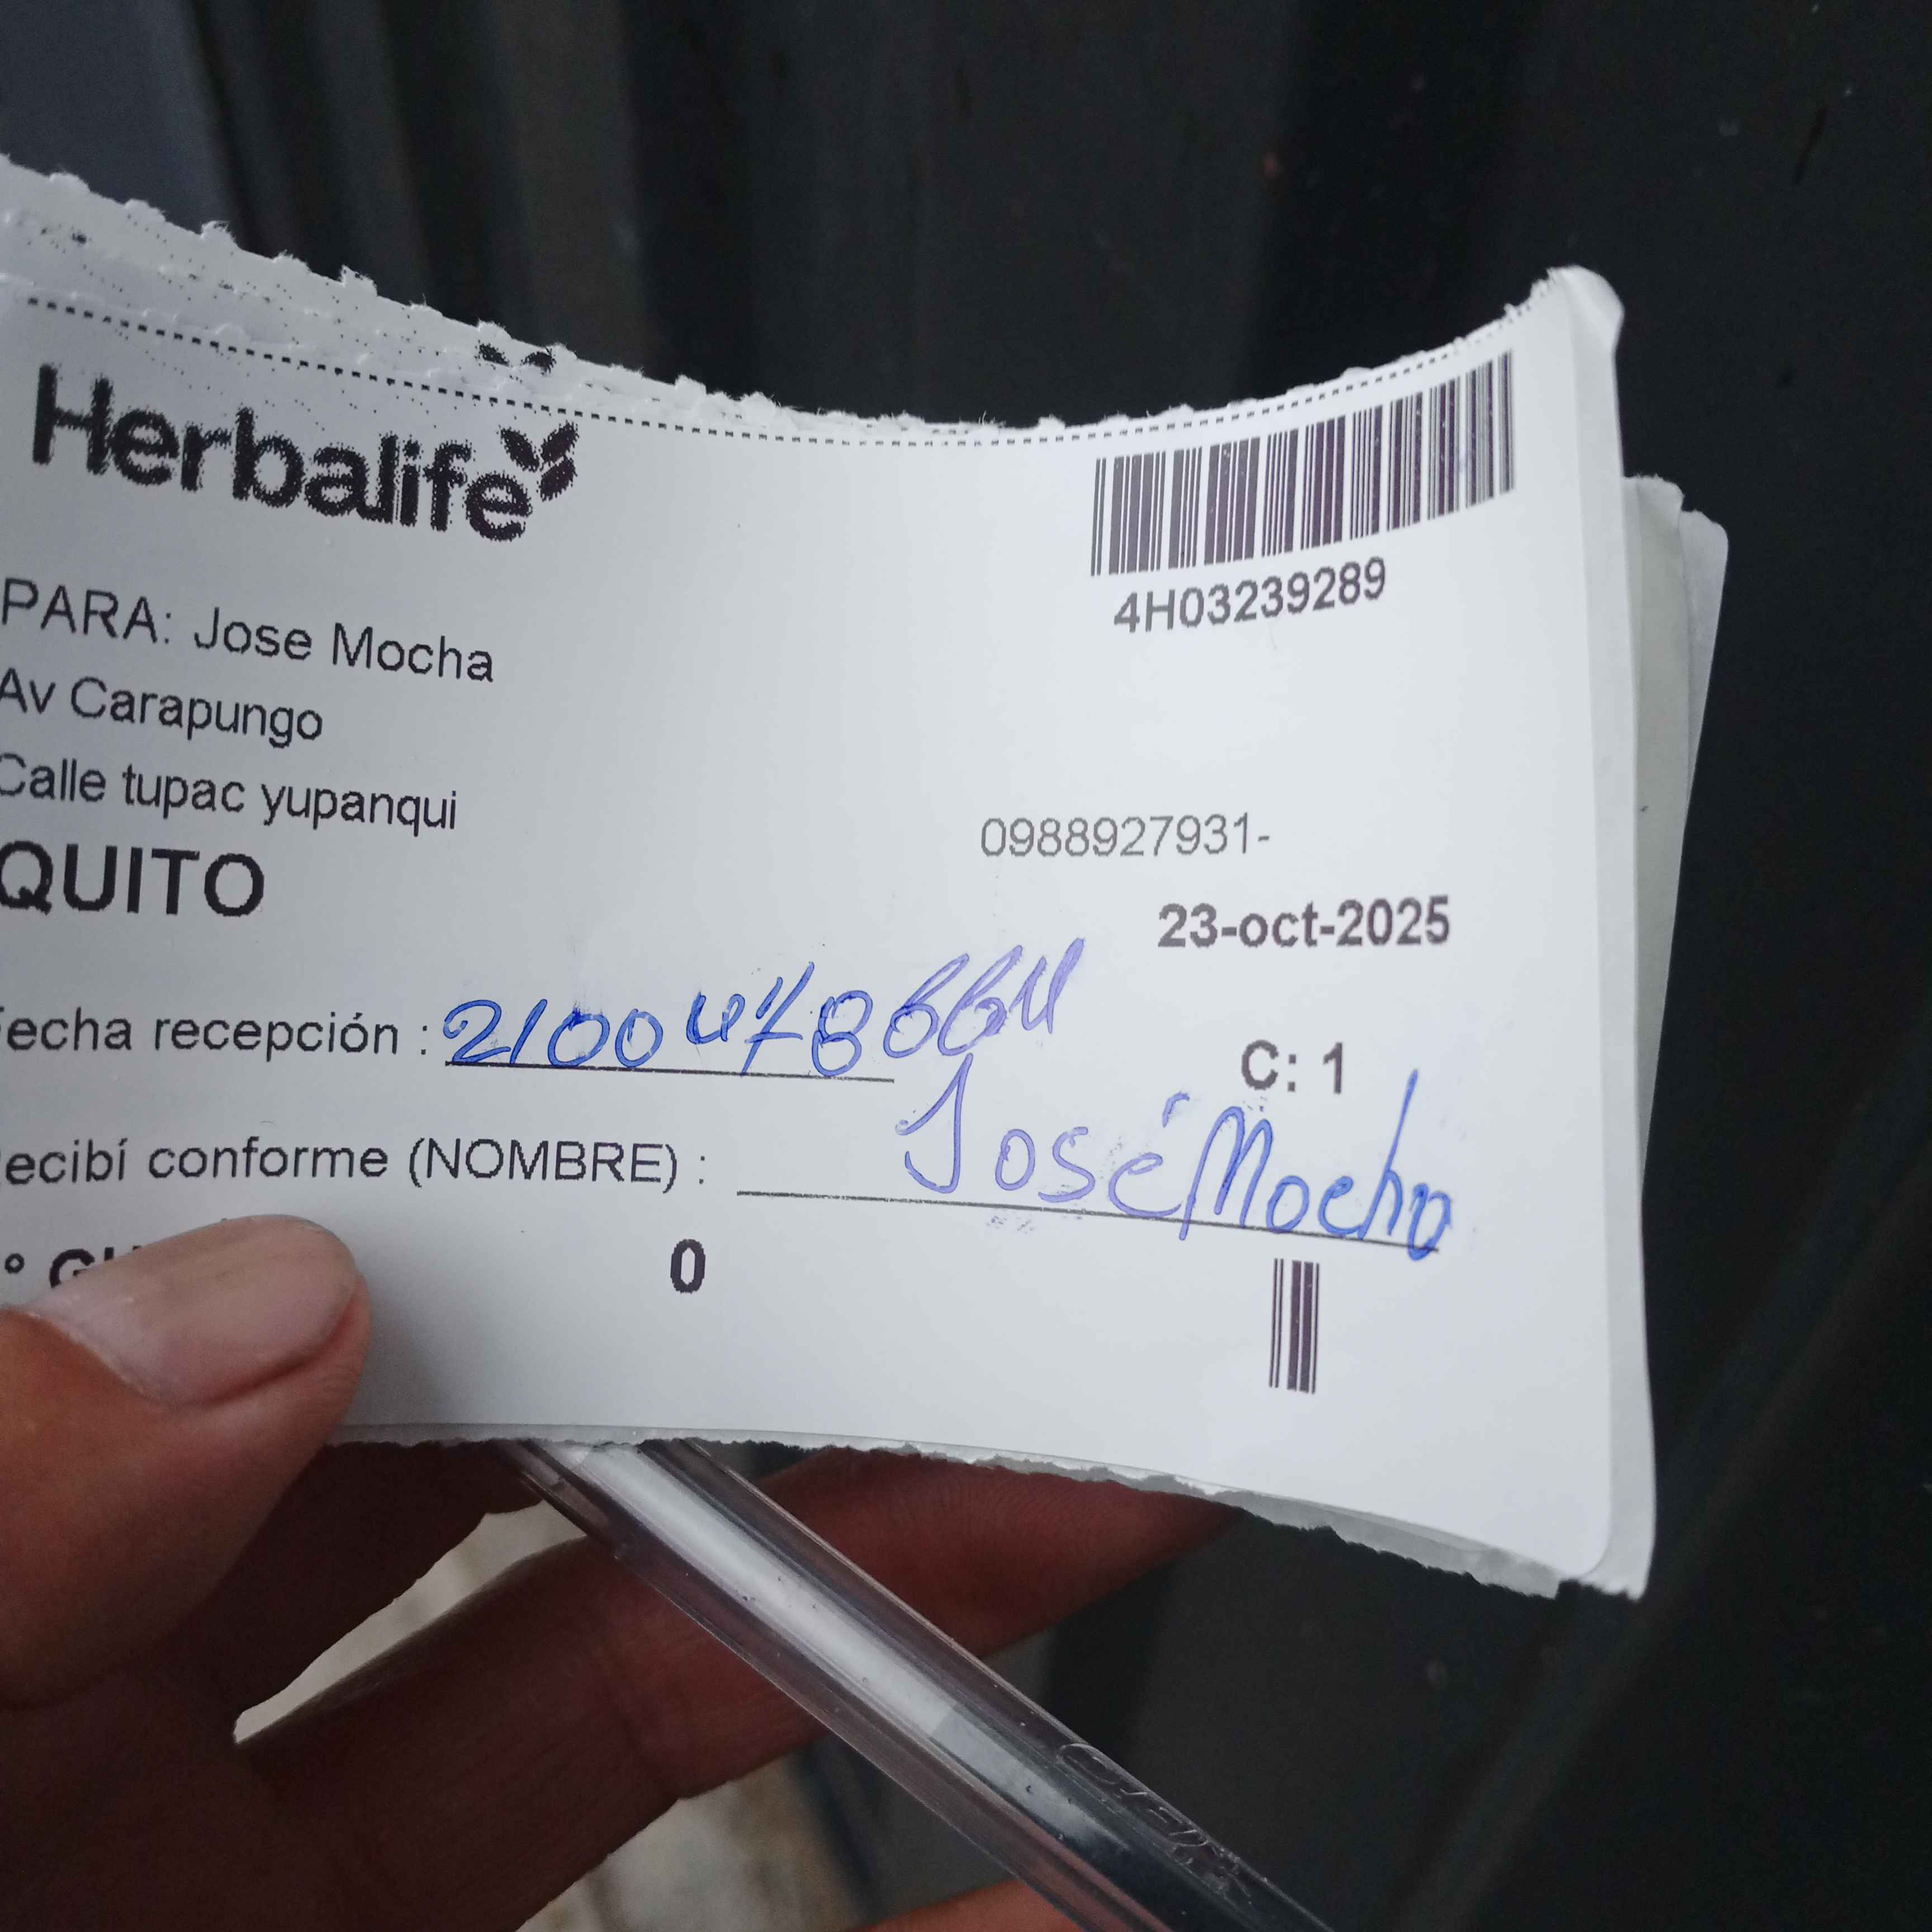 Herbalife
4H03239289
PARA: Jose Mocha
Av Carapungo
Calle tupac yupanqui
QUITO
0988927931-
23-oct-2025
echa recepción : 2100478664
C: 1
ecibí conforme (NOMBRE) : José Mocha
0